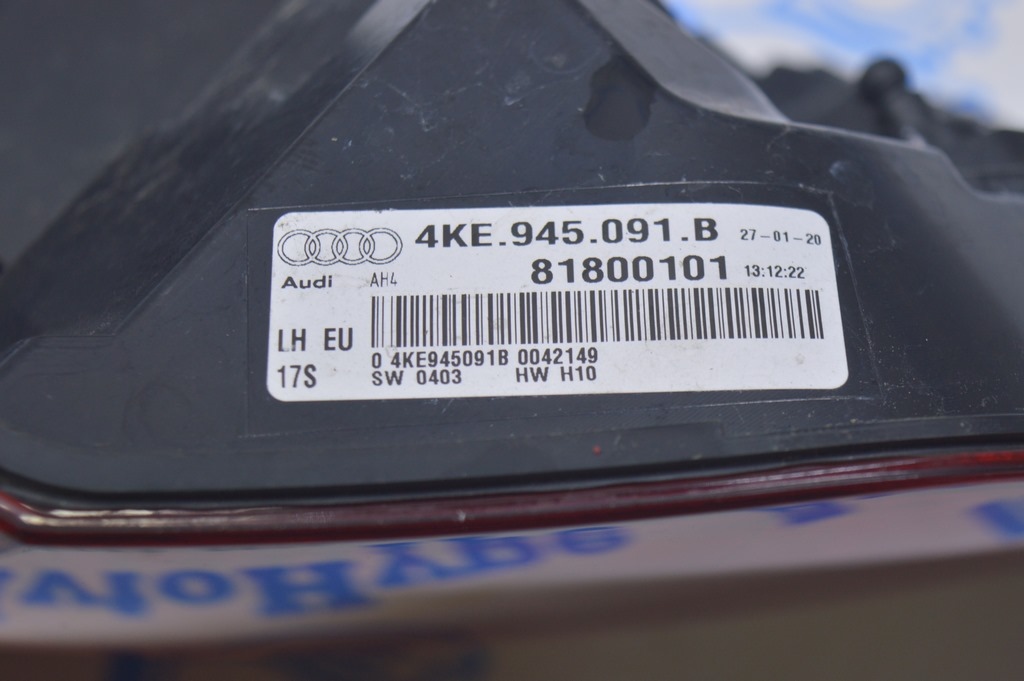 4KE.945.091.B 27-01-20
81800101 13:12:22
Audi AH4
LH EU
0 4KE945091B 0042149
17S SW 0403 HW H10